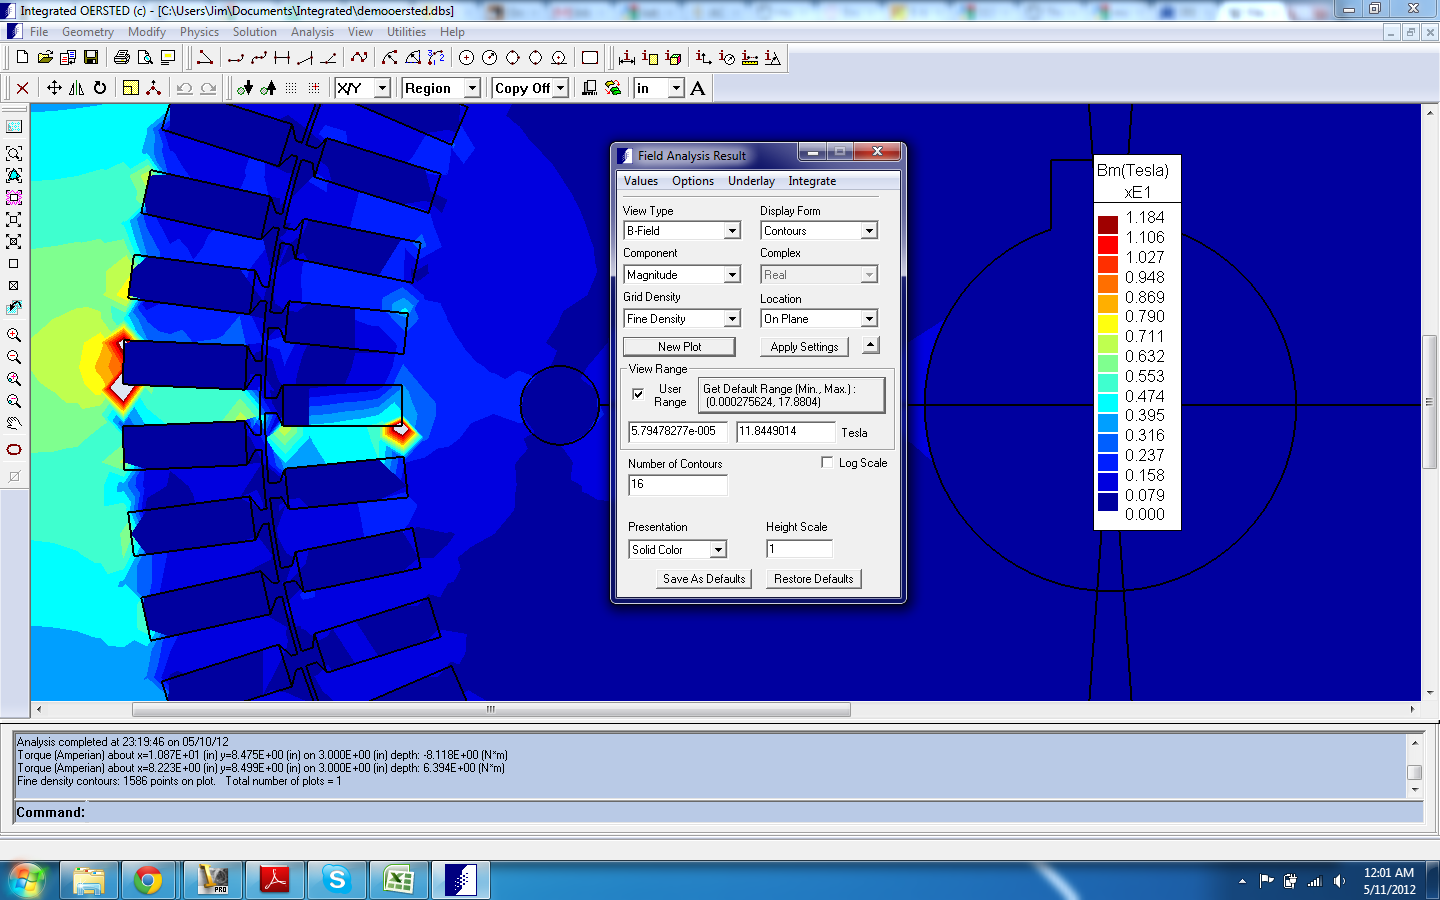 Integrated OERSTED (c) - [C:\Users\Jim\Documents\Integrated\demooersted.dbs]
File Geometry Modify Physics Solution Analysis View Utilities Help
X/Y Region Copy Off in A
Field Analysis Result
Values Options Underlay Integrate
View Type Display Form
B-Field Contours
Component Complex
Magnitude Real
Grid Density Location
Fine Density On Plane
New Plot Apply Settings
View Range
User Range
Get Default Range (Min., Max.) :
(0.000275624, 17.8804)
5.79478277e-005 11.8449014 Tesla
Number of Contours Log Scale
16
Presentation Height Scale
Solid Color 1
Save As Defaults Restore Defaults
Bm(Tesla)
xE1
1.184
1.106
1.027
0.948
0.869
0.790
0.711
0.632
0.553
0.474
0.395
0.316
0.237
0.158
0.079
0.000
Analysis completed at 23:19:46 on 05/10/12
Torque (Amperian) about x=1.087E+01 (in) y=8.475E+00 (in) on 3.000E+00 (in) depth: -8.118E+00 (N*m)
Torque (Amperian) about x=8.223E+00 (in) y=8.499E+00 (in) on 3.000E+00 (in) depth: 6.394E+00 (N*m)
Fine density contours: 1586 points on plot. Total number of plots = 1
Command:
PRO
12:01 AM
5/11/2012